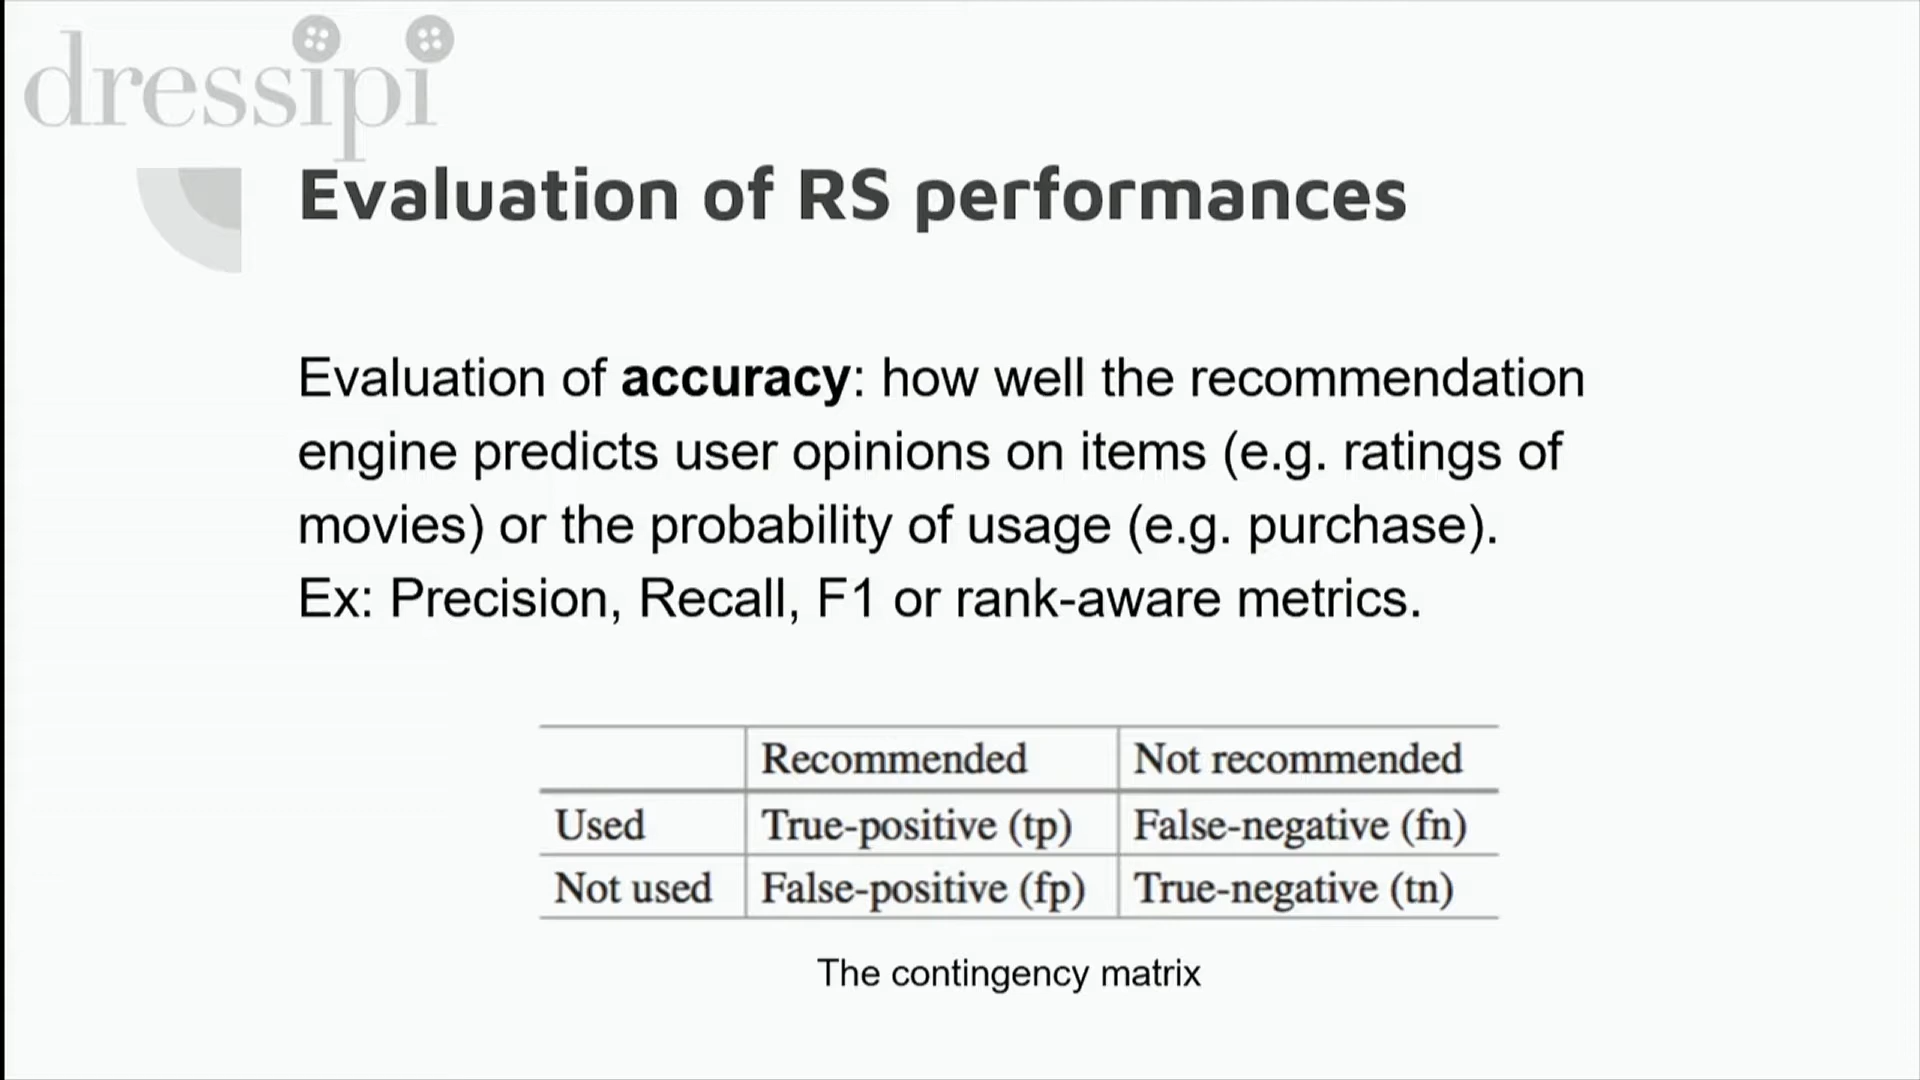 dressipi
Evaluation of RS performances
Evaluation of accuracy: how well the recommendation
engine predicts user opinions on items (e.g. ratings of
movies) or the probability of usage (e.g. purchase).
Ex: Precision, Recall, F1 or rank-aware metrics.
Recommended Not recommended
Used True-positive (tp) False-negative (fn)
Not used False-positive (fp) True-negative (tn)
The contingency matrix